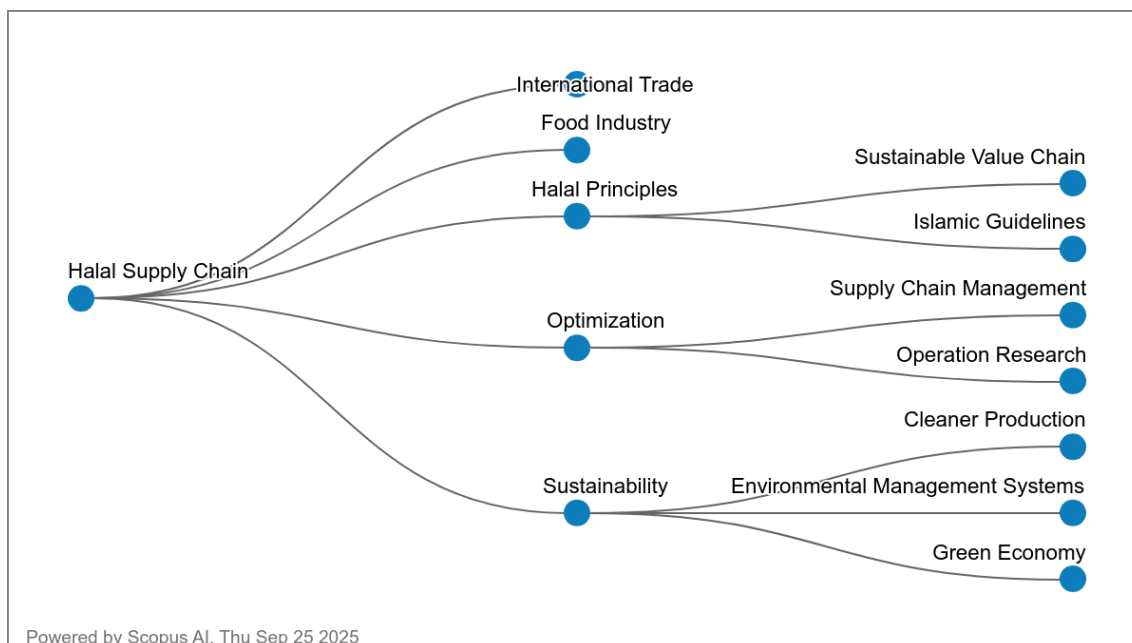 International Trade
Food Industry
Sustainable Value Chain
Halal Principles
Islamic Guidelines
Halal Supply Chain
Supply Chain Management
Optimization
Operation Research
Cleaner Production
Sustainability
Environmental Management Systems
Green Economy
Powered by Scopus AI, Thu Sep 25 2025